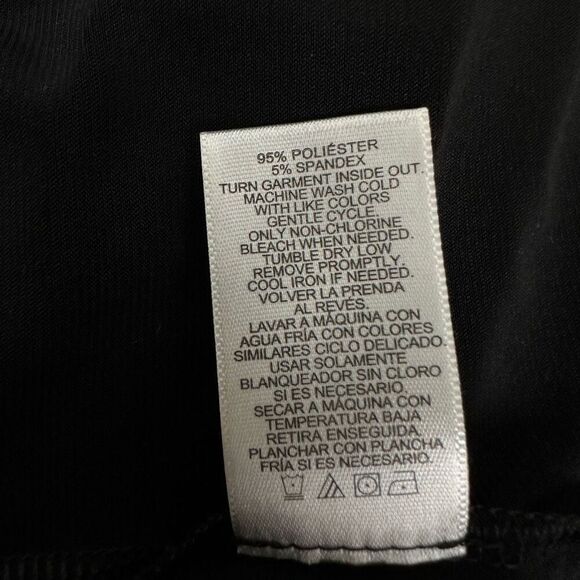 95% POLIÉSTER
5% SPANDEX
TURN GARMENT INSIDE OUT.
MACHINE WASH COLD
WITH LIKE COLORS
GENTLE CYCLE.
ONLY NON-CHLORINE
BLEACH WHEN NEEDED.
TUMBLE DRY LOW
REMOVE PROMPTLY.
COOL IRON IF NEEDED.
VOLVER LA PRENDA
AL REVÉS.
LAVAR A MÁQUINA CON
AGUA FRÍA CON COLORES
SIMILARES CICLO DELICADO.
USAR SOLAMENTE
BLANQUEADOR SIN CLORO
SI ES NECESARIO.
SECAR A MÁQUINA CON
TEMPERATURA BAJA
RETIRA ENSEGUIDA.
PLANCHAR CON PLANCHA
FRÍA SI ES NECESARIO.